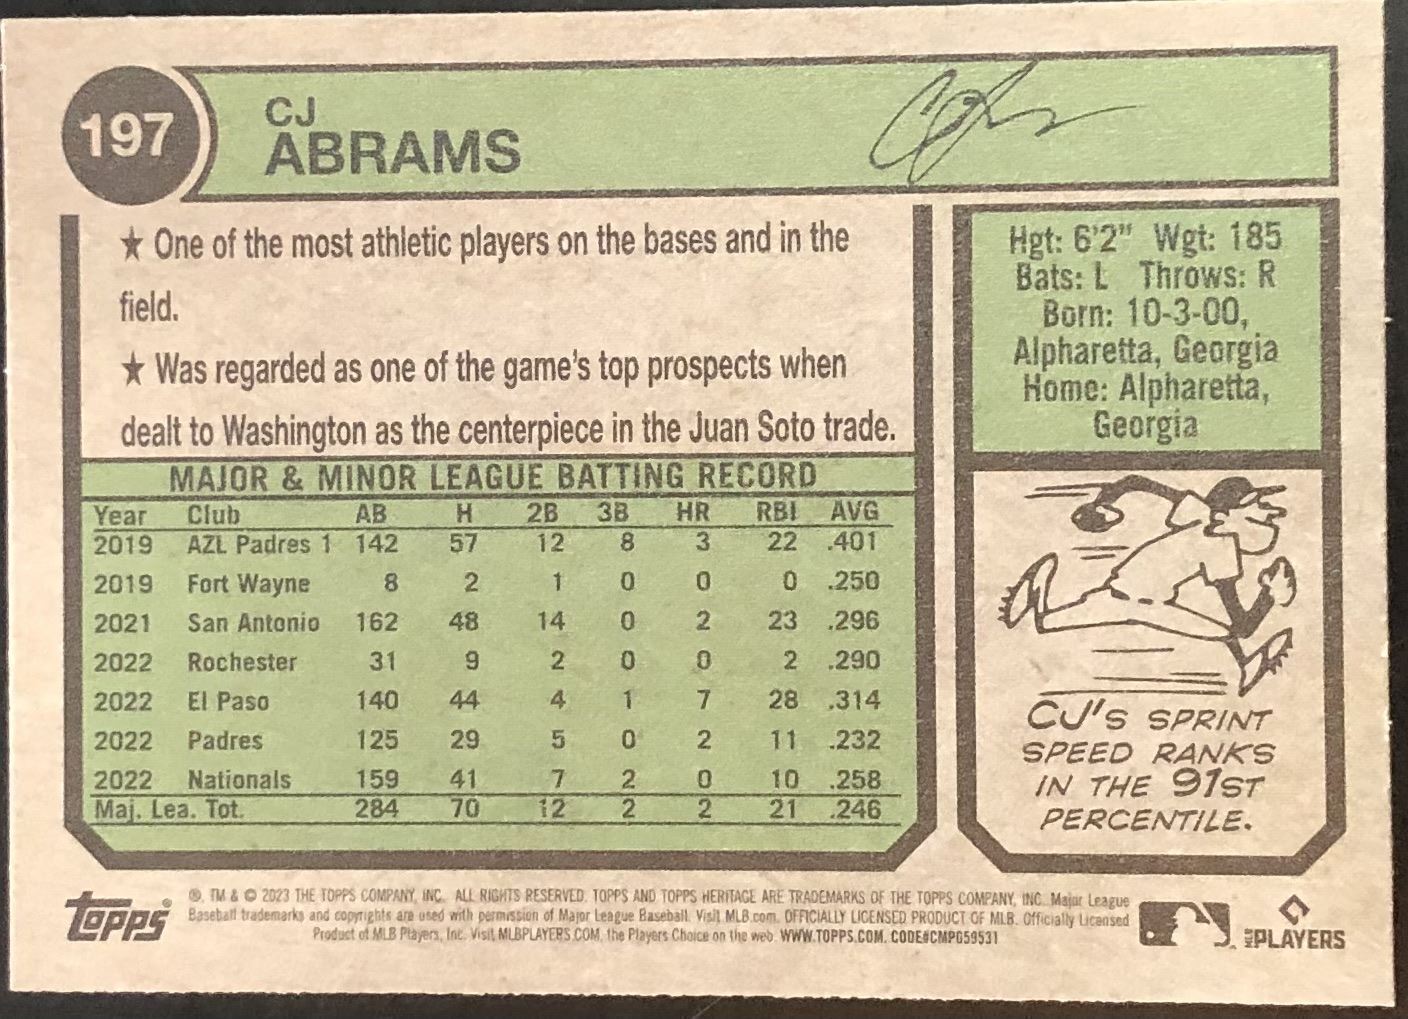 197
CJ
ABRAMS
★ One of the most athletic players on the bases and in the
field.
★ Was regarded as one of the game's top prospects when
dealt to Washington as the centerpiece in the Juan Soto trade.
MAJOR & MINOR LEAGUE BATTING RECORD
Year Club AB H 2B 3B HR RBI AVG
2019 AZL Padres 1 142 57 12 8 3 22 .401
2019 Fort Wayne 8 2 1 0 0 0 .250
2021 San Antonio 162 48 14 0 2 23 .296
2022 Rochester 31 9 2 0 0 2 .290
2022 El Paso 140 44 4 1 7 28 .314
2022 Padres 125 29 5 0 2 11 .232
2022 Nationals 159 41 7 2 0 10 .258
Maj. Lea. Tot. 284 70 12 2 2 21 .246
Hgt: 6'2" Wgt: 185
Bats: L Throws: R
Born: 10-3-00,
Alpharetta, Georgia
Home: Alpharetta,
Georgia
CJ'S SPRINT
SPEED RANKS
IN THE 91ST
PERCENTILE.
TOPPS®
®, TM & © 2023 THE TOPPS COMPANY, INC. ALL RIGHTS RESERVED. TOPPS AND TOPPS HERITAGE ARE TRADEMARKS OF THE TOPPS COMPANY, INC. Major League
Baseball trademarks and copyrights are used with permission of Major League Baseball. Visit MLB.com. OFFICIALLY LICENSED PRODUCT OF MLB. Officially Licensed
Product of MLB Players, Inc. Visit MLBPLAYERS.COM, the Players Choice on the web. WWW.TOPPS.COM. CODE#CMPG59531
PLAYERS